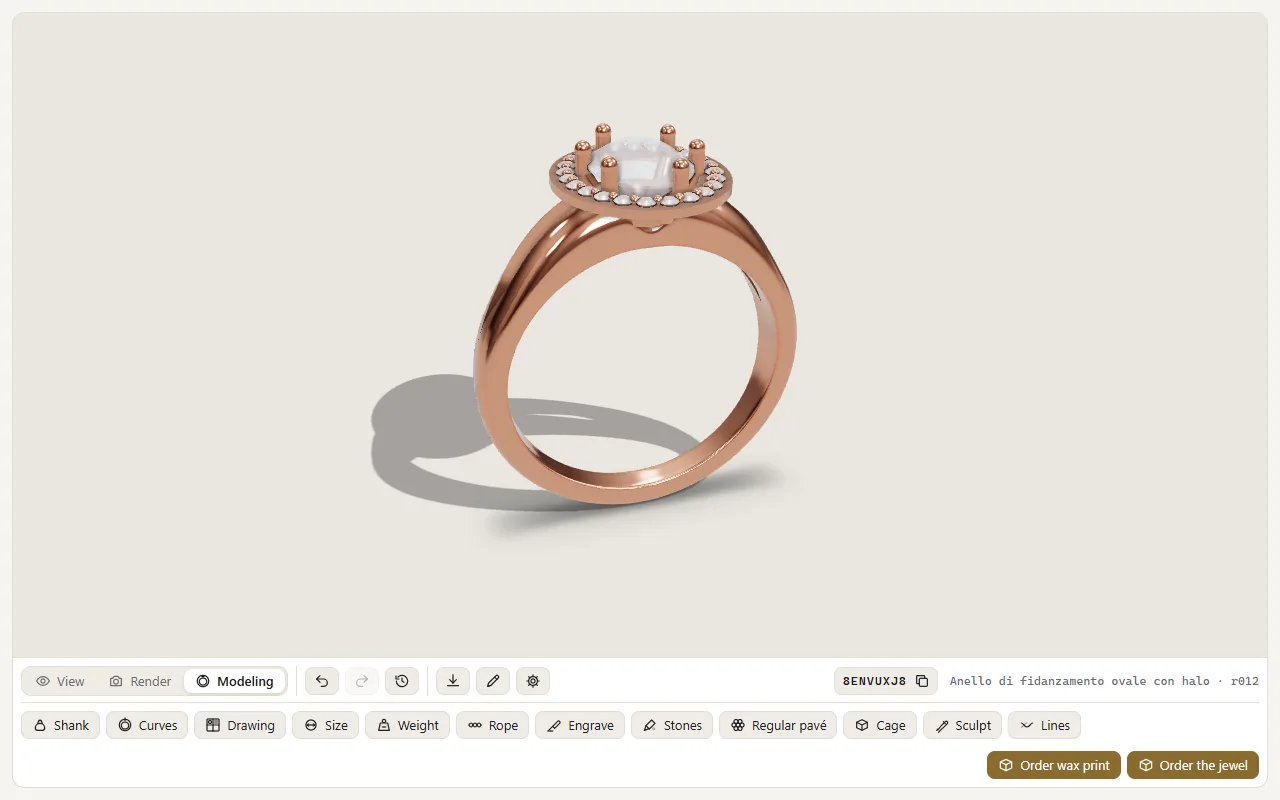 View Render Modeling 8ENVUXJ8 Anello di fidanzamento ovale con halo · r012
Shank Curves Drawing Size Weight Rope Engrave Stones Regular pavé Cage Sculpt Lines
Order wax print Order the jewel